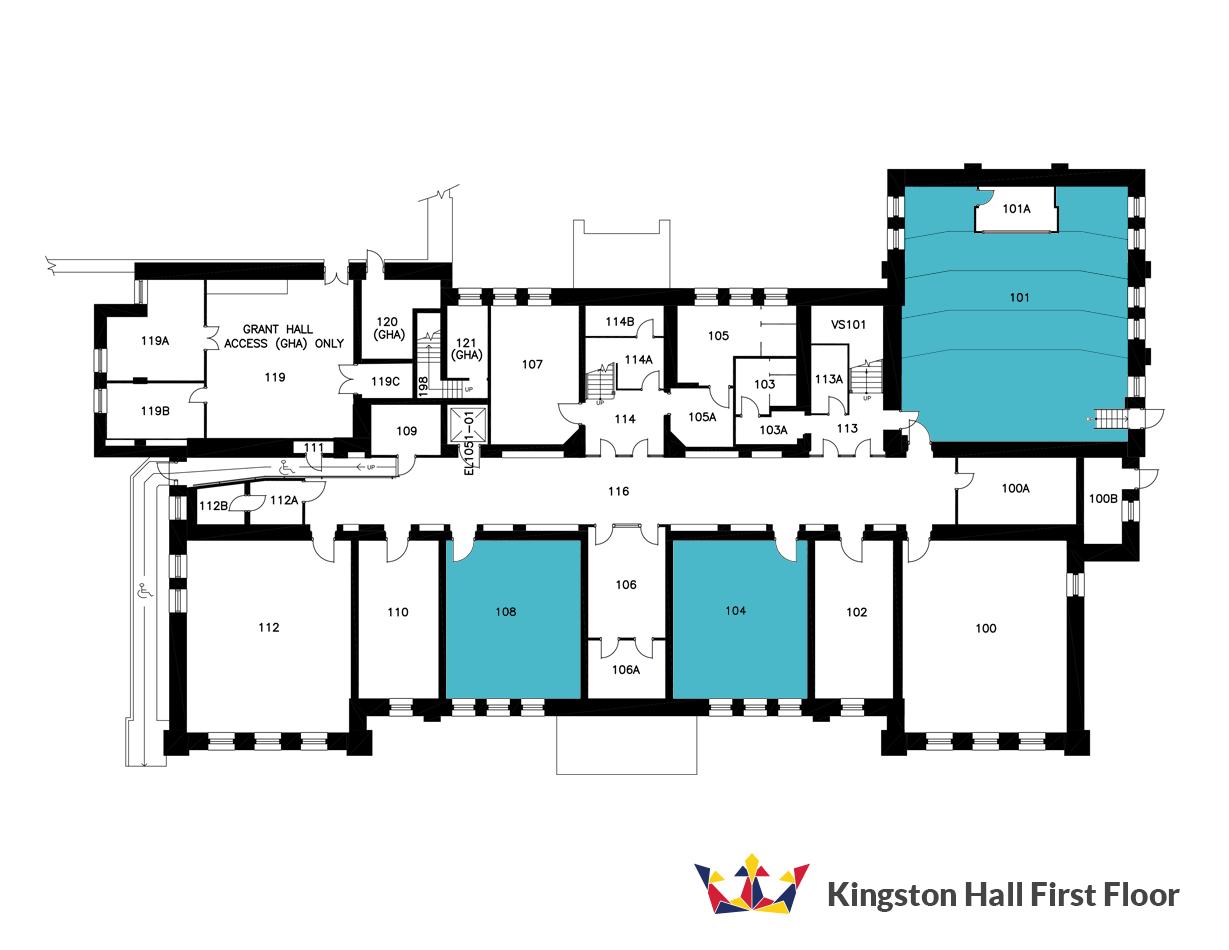 101A
101
120
(GHA)
GRANT HALL
ACCESS (GHA) ONLY
119A
119
119B
119C
198
UP
121
(GHA)
107
114B
114A
UP
114
105
103
105A
103A
VS101
113A
UP
113
UP
109
EL1051-01
111
UP
116
100A
100B
112B
112A
112
110
108
106
106A
104
102
100
Kingston Hall First Floor